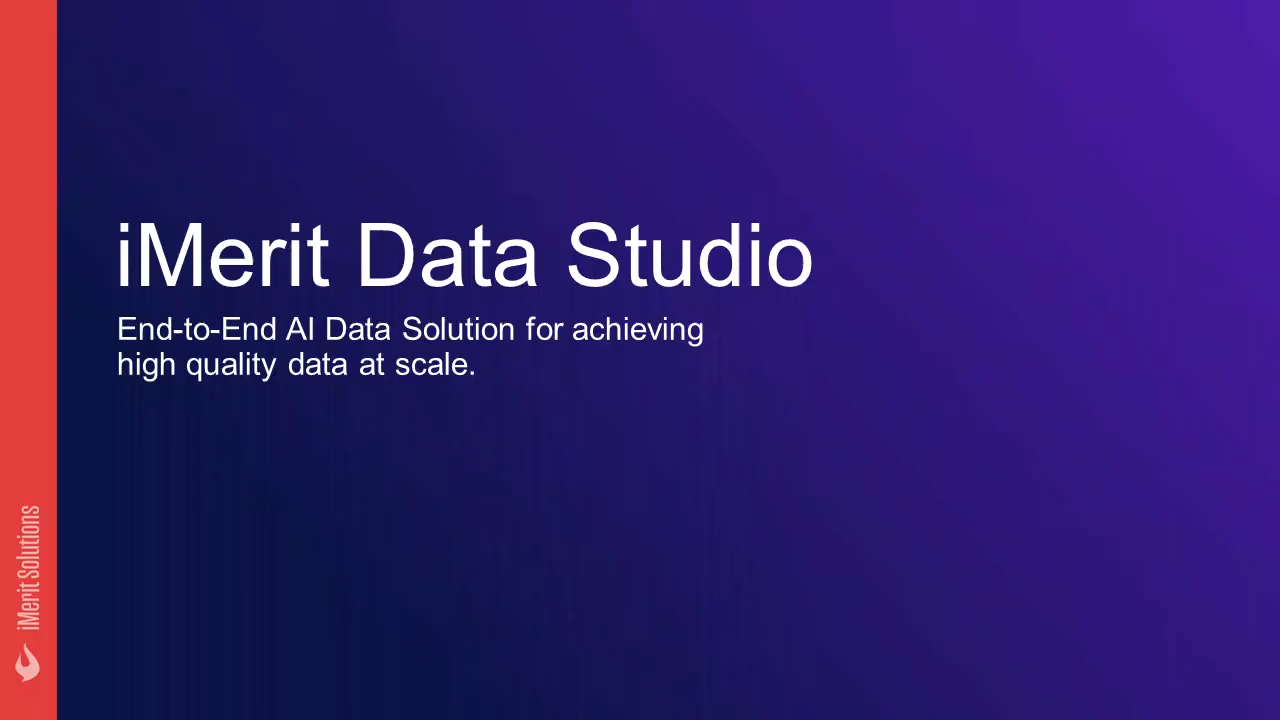 iMerit Data Studio
End-to-End AI Data Solution for achieving
high quality data at scale.
iMerit Solutions